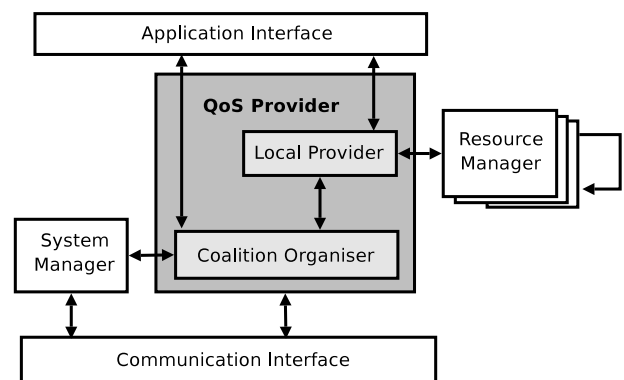 Application Interface
QoS Provider
Local Provider
Resource
Manager
System
Manager
Coalition Organiser
Communication Interface